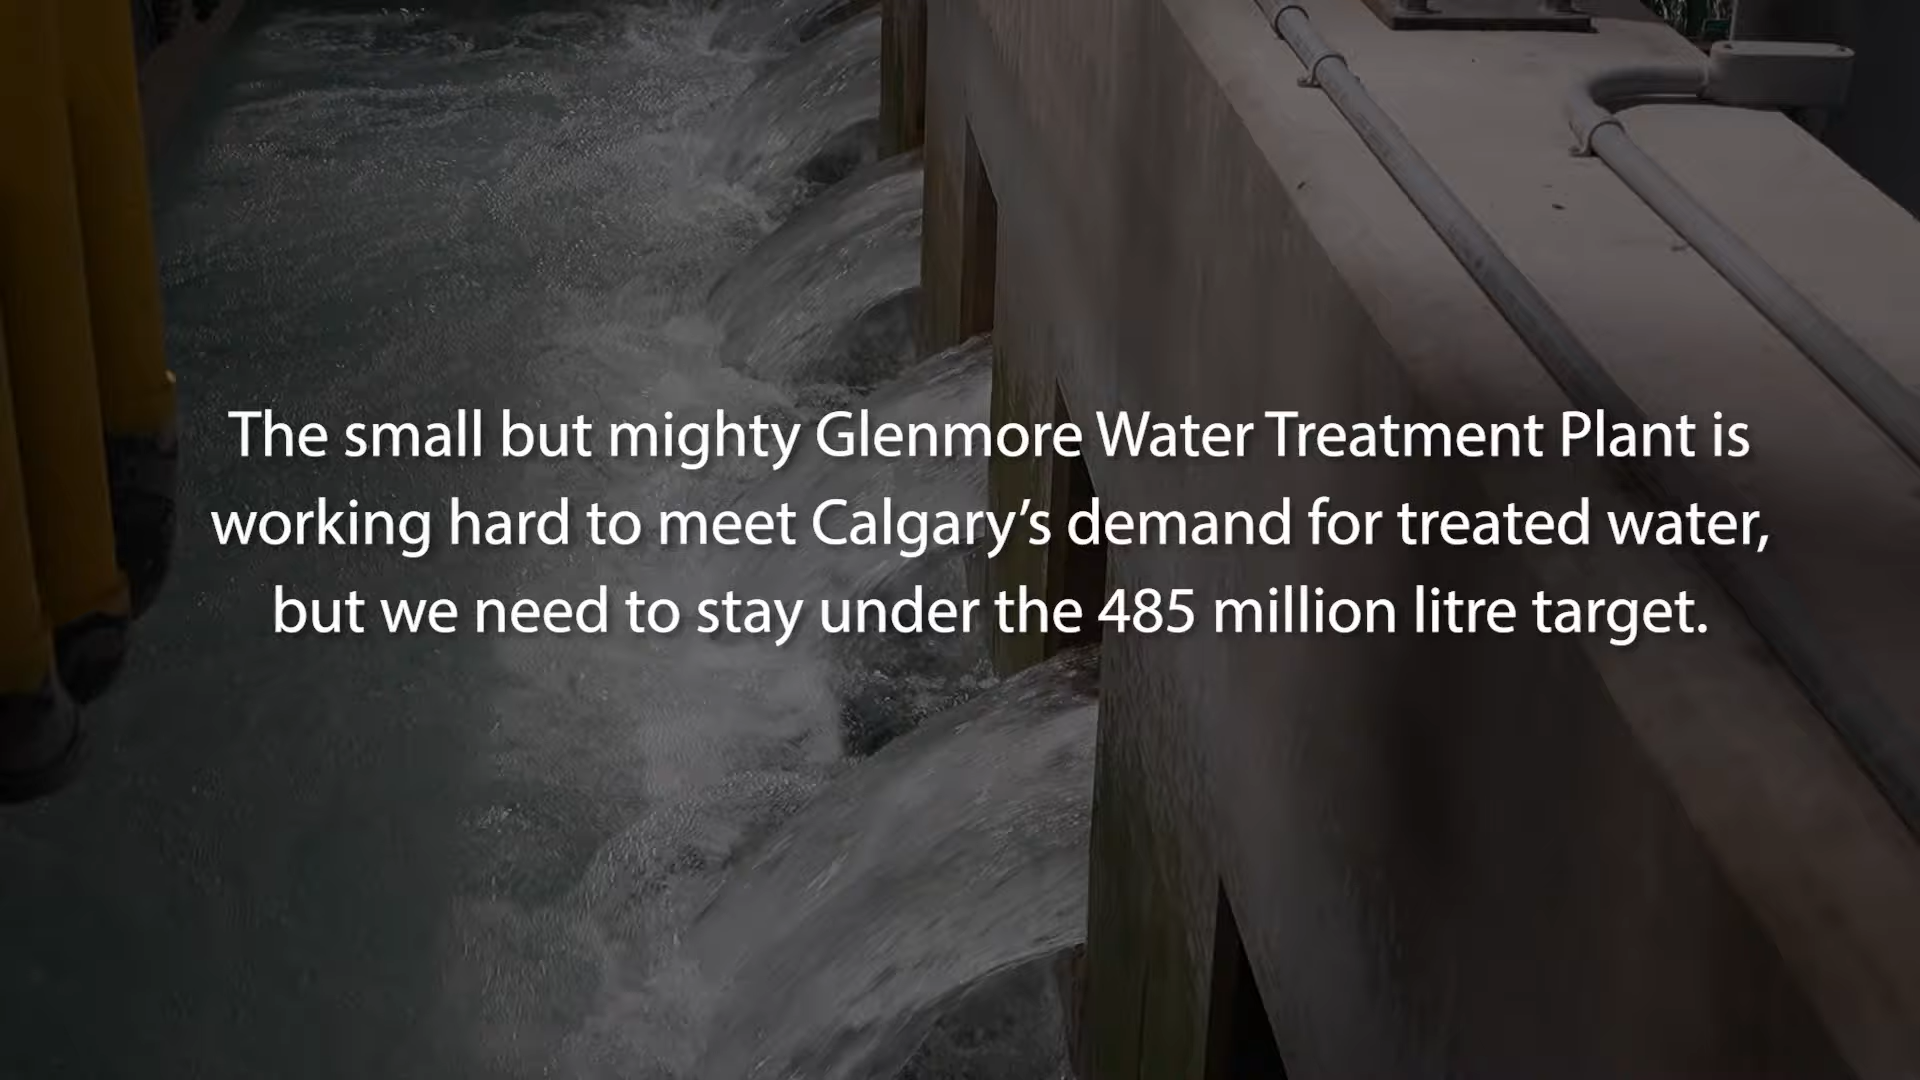 The small but mighty Glenmore Water Treatment Plant is
working hard to meet Calgary’s demand for treated water,
but we need to stay under the 485 million litre target.